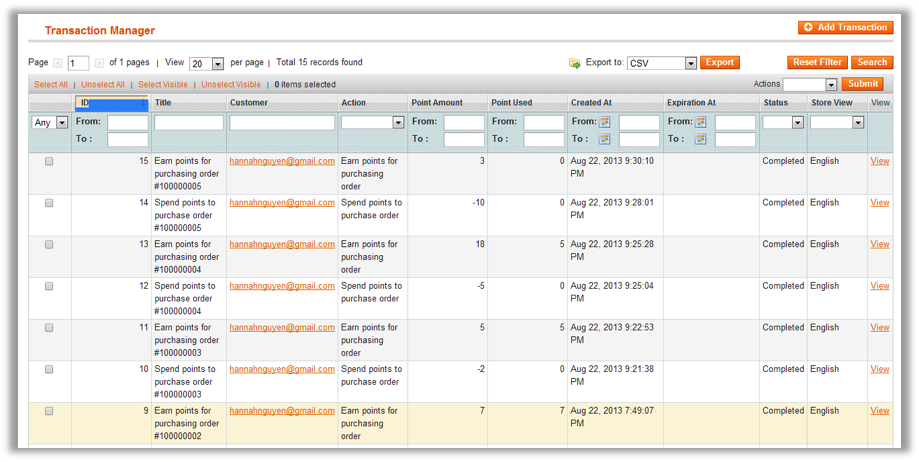 Transaction Manager
Add Transaction
Page 1 of 1 pages | View 20 per page | Total 15 records found
Export to: CSV Export Reset Filter Search
Select All | Unselect All | Select Visible | Unselect Visible | 0 items selected
Actions Submit
ID Title Customer Action Point Amount Point Used Created At Expiration At Status Store View View
Any From: From: From: From: From:
To : To : To : To : To :
15 Earn points for hannahnguyen@gmail.com Earn points for 3 0 Aug 22, 2013 9:30:10 Completed English View
purchasing order purchasing PM
#100000005 order
14 Spend points to hannahnguyen@gmail.com Spend points to -10 0 Aug 22, 2013 9:28:01 Completed English View
purchase order purchase order PM
#100000005
13 Earn points for hannahnguyen@gmail.com Earn points for 18 5 Aug 22, 2013 9:25:28 Completed English View
purchasing order purchasing PM
#100000004 order
12 Spend points to hannahnguyen@gmail.com Spend points to -5 0 Aug 22, 2013 9:25:04 Completed English View
purchase order purchase order PM
#100000004
11 Earn points for hannahnguyen@gmail.com Earn points for 5 5 Aug 22, 2013 9:22:53 Completed English View
purchasing order purchasing PM
#100000003 order
10 Spend points to hannahnguyen@gmail.com Spend points to -2 0 Aug 22, 2013 9:21:38 Completed English View
purchase order purchase order PM
#100000003
9 Earn points for hannahnguyen@gmail.com Earn points for 7 7 Aug 22, 2013 7:49:07 Completed English View
purchasing order purchasing PM
#100000002 order